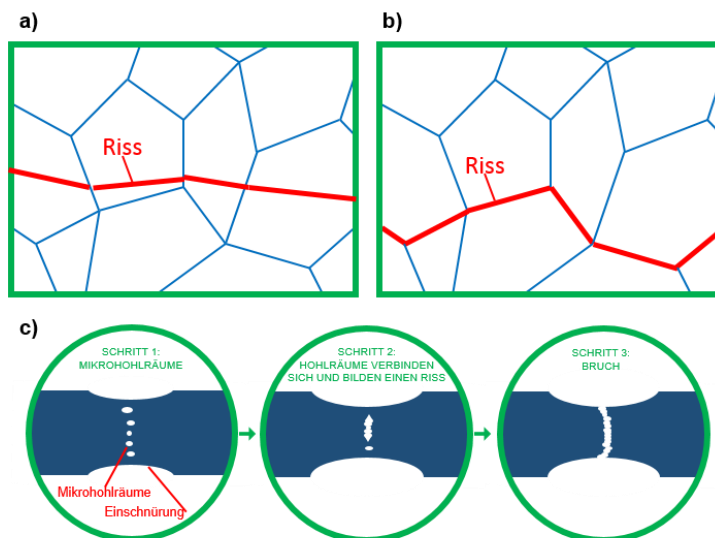 a)
b)
Riss
Riss
c)
SCHRITT 1:
MIKROHOHLRÄUME
SCHRITT 2:
HOHLRÄUME VERBINDEN
SICH UND BILDEN EINEN RISS
SCHRITT 3:
BRUCH
Mikrohohlräume
Einschnürung